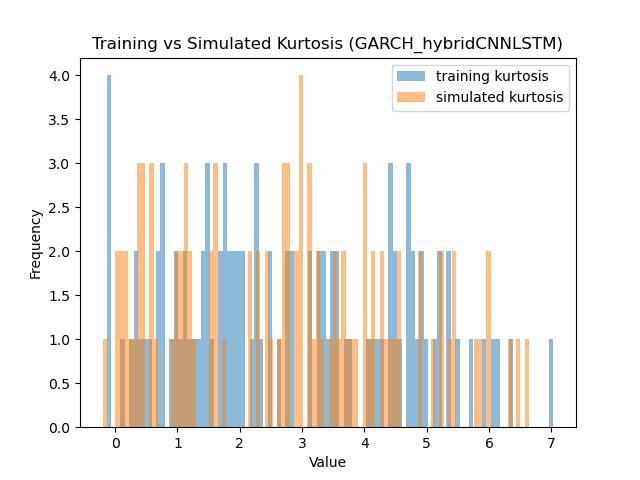 Training vs Simulated Kurtosis (GARCH_hybridCNNLSTM)
training kurtosis
simulated kurtosis
4.0
3.5
3.0
2.5
2.0
1.5
1.0
0.5
0.0
Frequency
0 1 2 3 4 5 6 7
Value